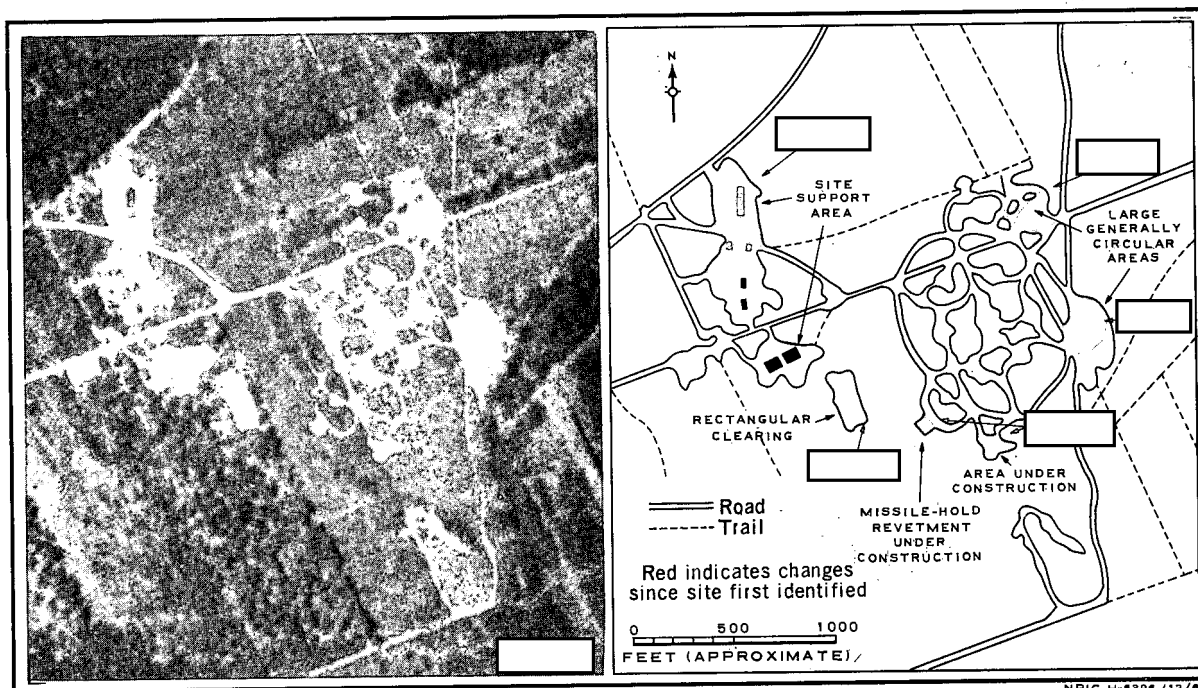 N
SITE
SUPPORT
AREA
LARGE
GENERALLY
CIRCULAR
AREAS
RECTANGULAR
CLEARING
AREA UNDER
CONSTRUCTION
MISSILE-HOLD
REVETMENT
UNDER
CONSTRUCTION
Road
Trail
Red indicates changes
since site first identified
0 500 1000
FEET (APPROXIMATE)